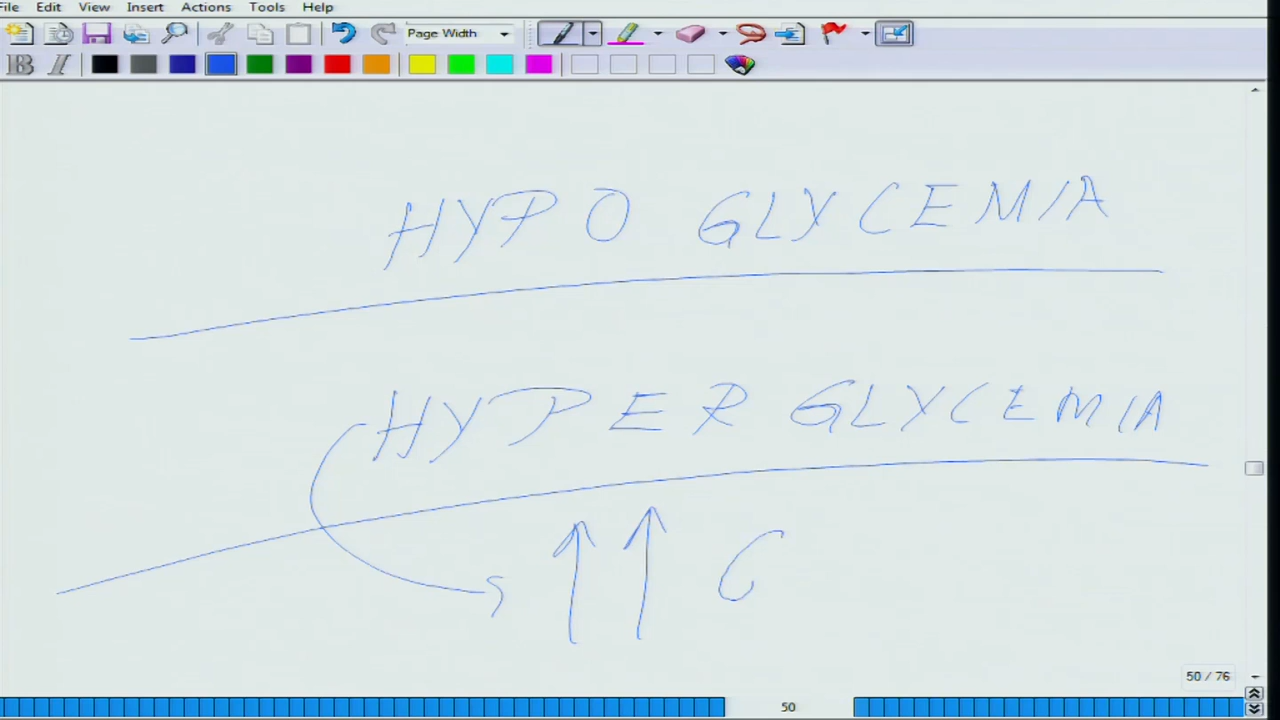 File Edit View Insert Actions Tools Help
Page Width
B I
HYPO GLYCEMIA
HYPER GLYCEMIA
↑ ↑ G
50 / 76
50